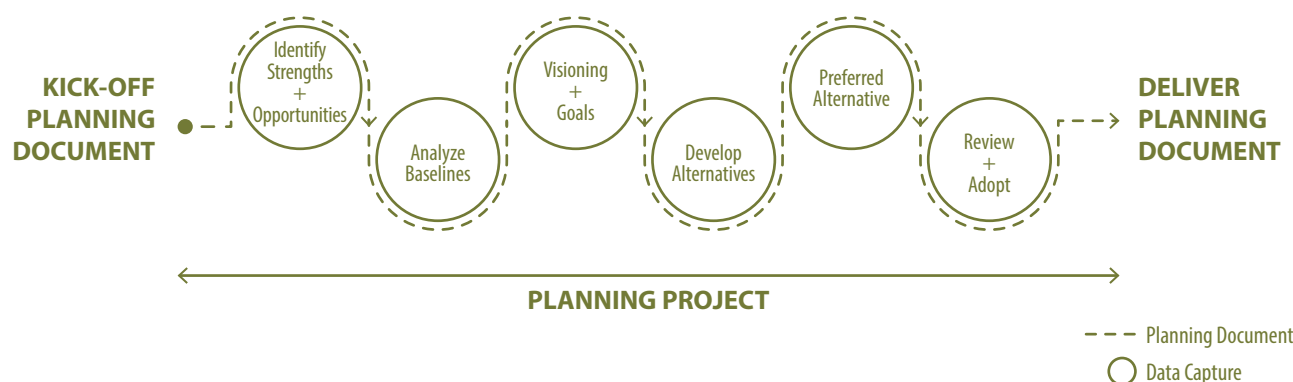 KICK-OFF
PLANNING
DOCUMENT
Identify
Strengths
+
Opportunities
Analyze
Baselines
Visioning
+
Goals
Develop
Alternatives
Preferred
Alternative
Review
+
Adopt
DELIVER
PLANNING
DOCUMENT
PLANNING PROJECT
Planning Document
Data Capture